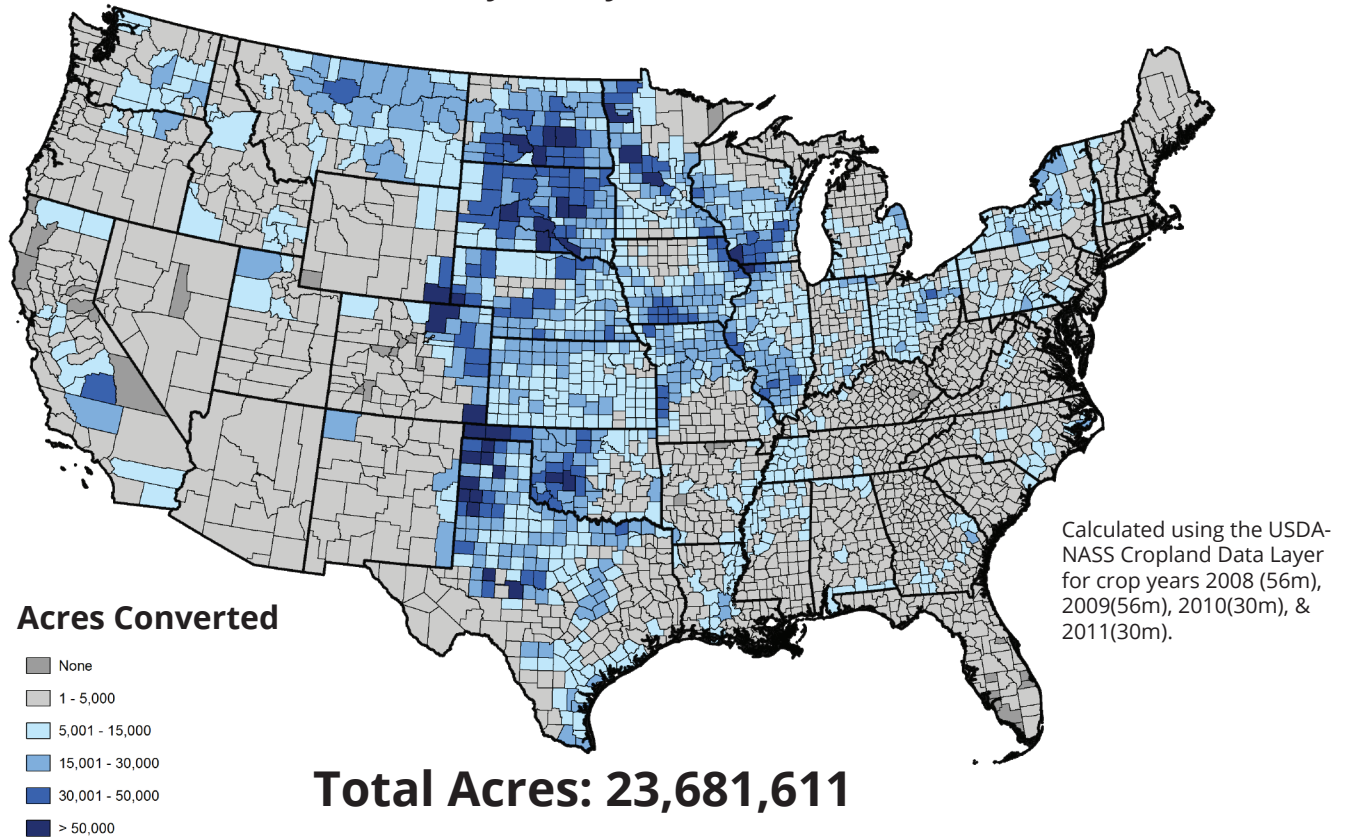 Calculated using the USDA-
NASS Cropland Data Layer
for crop years 2008 (56m),
2009(56m), 2010(30m), &
2011(30m).
Acres Converted
None
1 - 5,000
5,001 - 15,000
15,001 - 30,000
30,001 - 50,000
> 50,000
Total Acres: 23,681,611